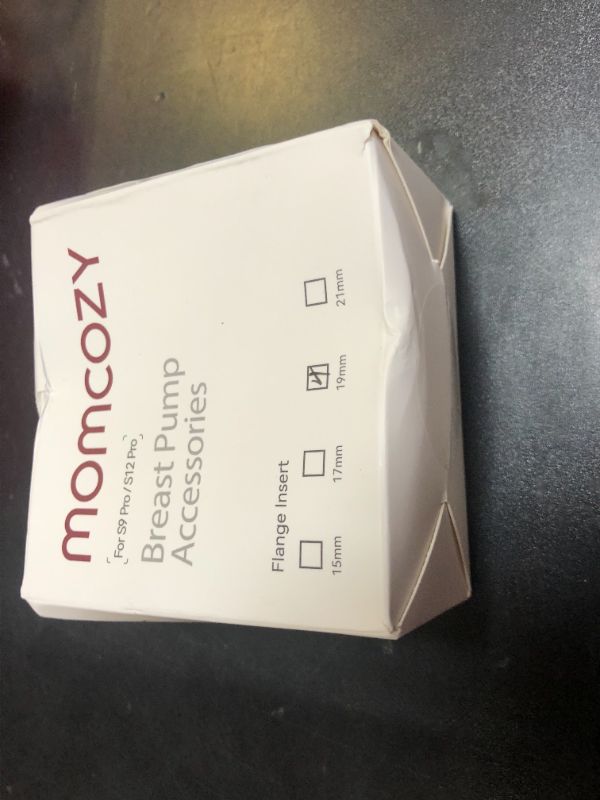 momcozy
「For S9 Pro / S12 Pro」
Breast Pump
Accessories
Flange Insert
15mm
17mm
19mm
21mm